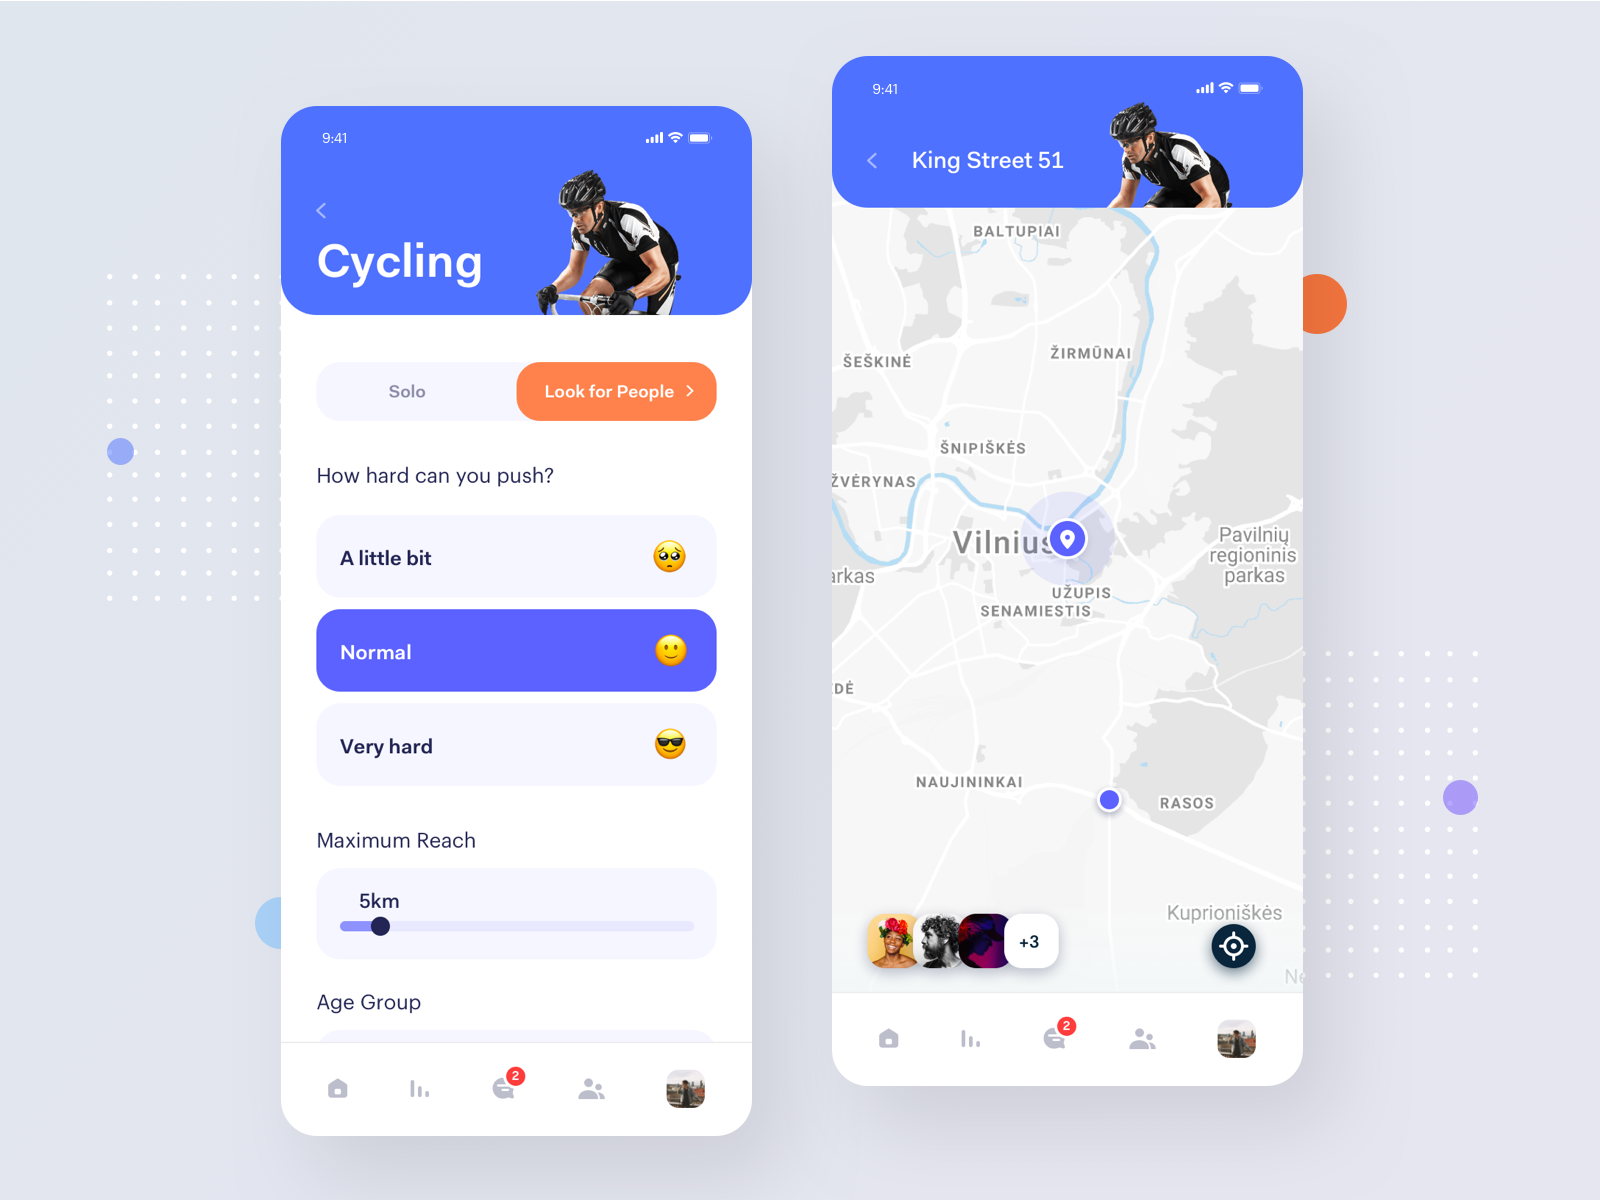 9:41
Cycling
Solo
Look for People
How hard can you push?
A little bit
Normal
Very hard
Maximum Reach
5km
Age Group
2
9:41
King Street 51
BALTUPIAI
ŽIRMŪNAI
ŠEŠKINĖ
ŠNIPIŠKĖS
ŽVĖRYNAS
Vilnius
Pavilnių
regioninis
parkas
arkas
UŽUPIS
SENAMIESTIS
DĖ
NAUJININKAI
RASOS
Kuprioniškės
+3
Ne
2